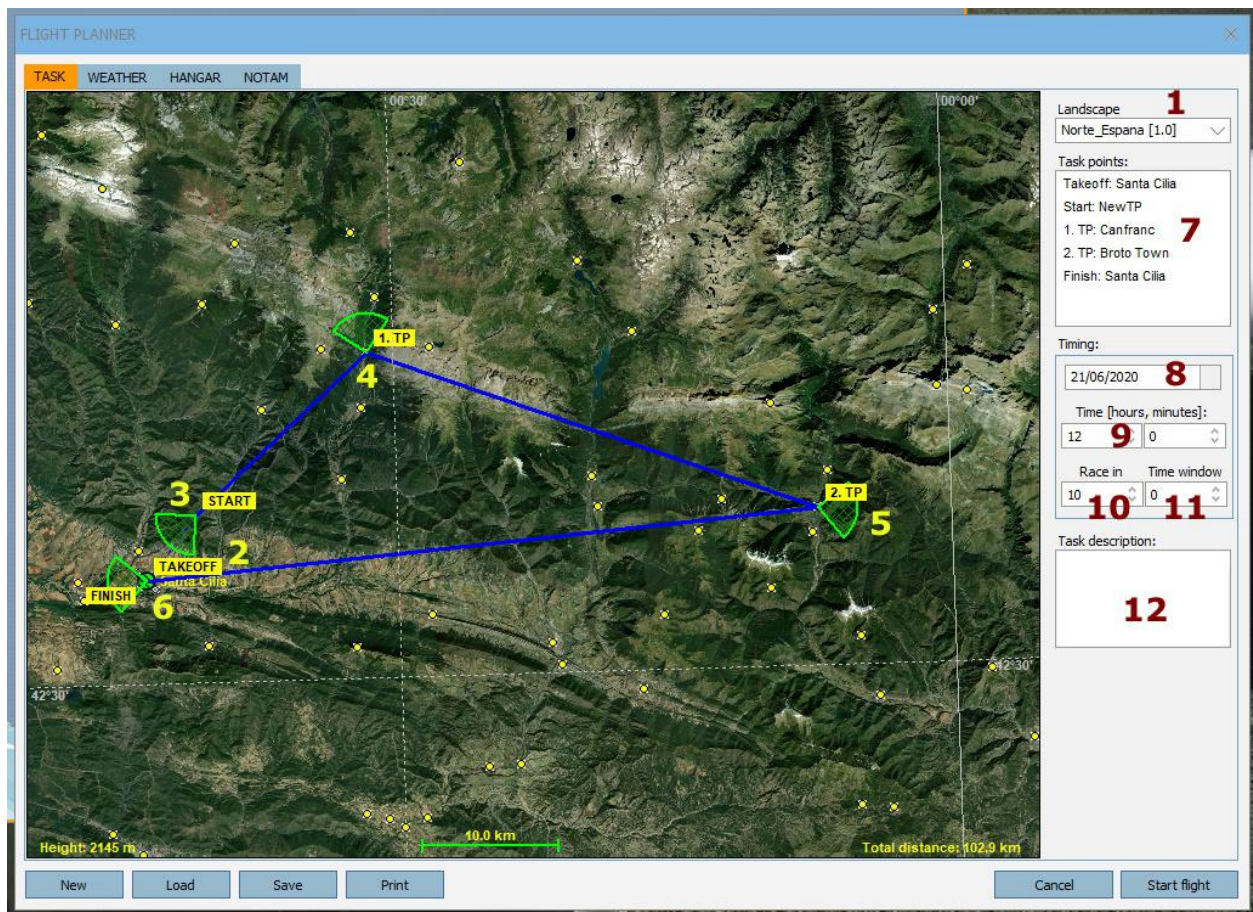 FLIGHT PLANNER
TASK WEATHER HANGAR NOTAM
00°30'
00°00'
1. TP
4
START
3
2
TAKEOFF
Santa Cilia
FINISH
6
2. TP
5
42°30'
42°30'
Height: 2145 m
10.0 km
Total distance: 102,9 km
Landscape 1
Norte_Espana [1.0]
Task points:
Takeoff: Santa Cilia
Start: NewTP
1. TP: Canfranc
2. TP: Broto Town
Finish: Santa Cilia
7
Timing:
21/06/2020 8
Time [hours, minutes]:
12 9 0
Race in Time window
10 10 0 11
Task description:
12
New Load Save Print Cancel Start flight